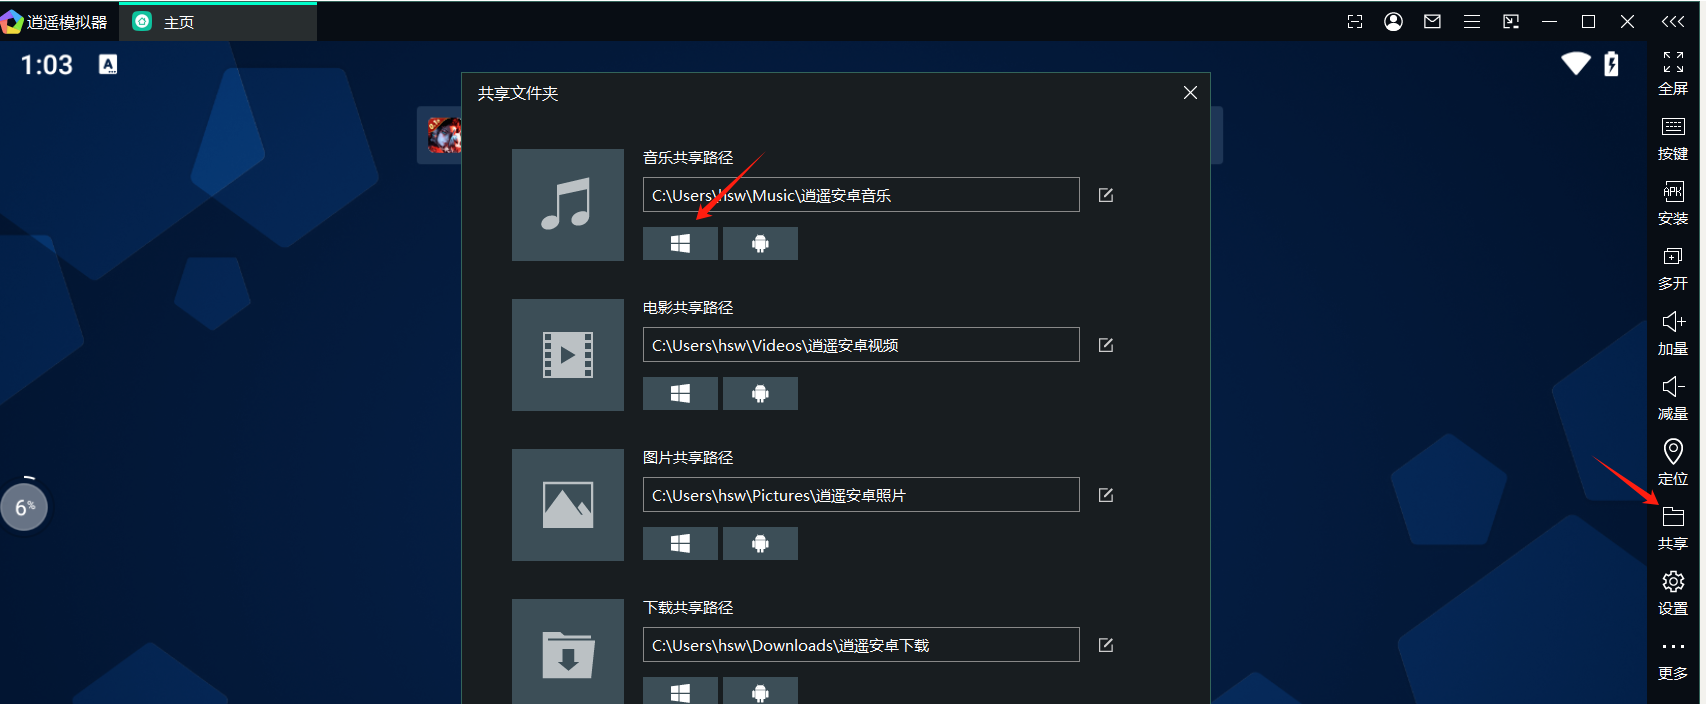 逍遥模拟器
主页
1:03
A
共享文件夹
音乐共享路径
C:\Users\hsw\Music\逍遥安卓音乐
电影共享路径
C:\Users\hsw\Videos\逍遥安卓视频
图片共享路径
C:\Users\hsw\Pictures\逍遥安卓照片
下载共享路径
C:\Users\hsw\Downloads\逍遥安卓下载
6%
全屏
按键
APK
安装
多开
加量
减量
定位
共享
设置
更多